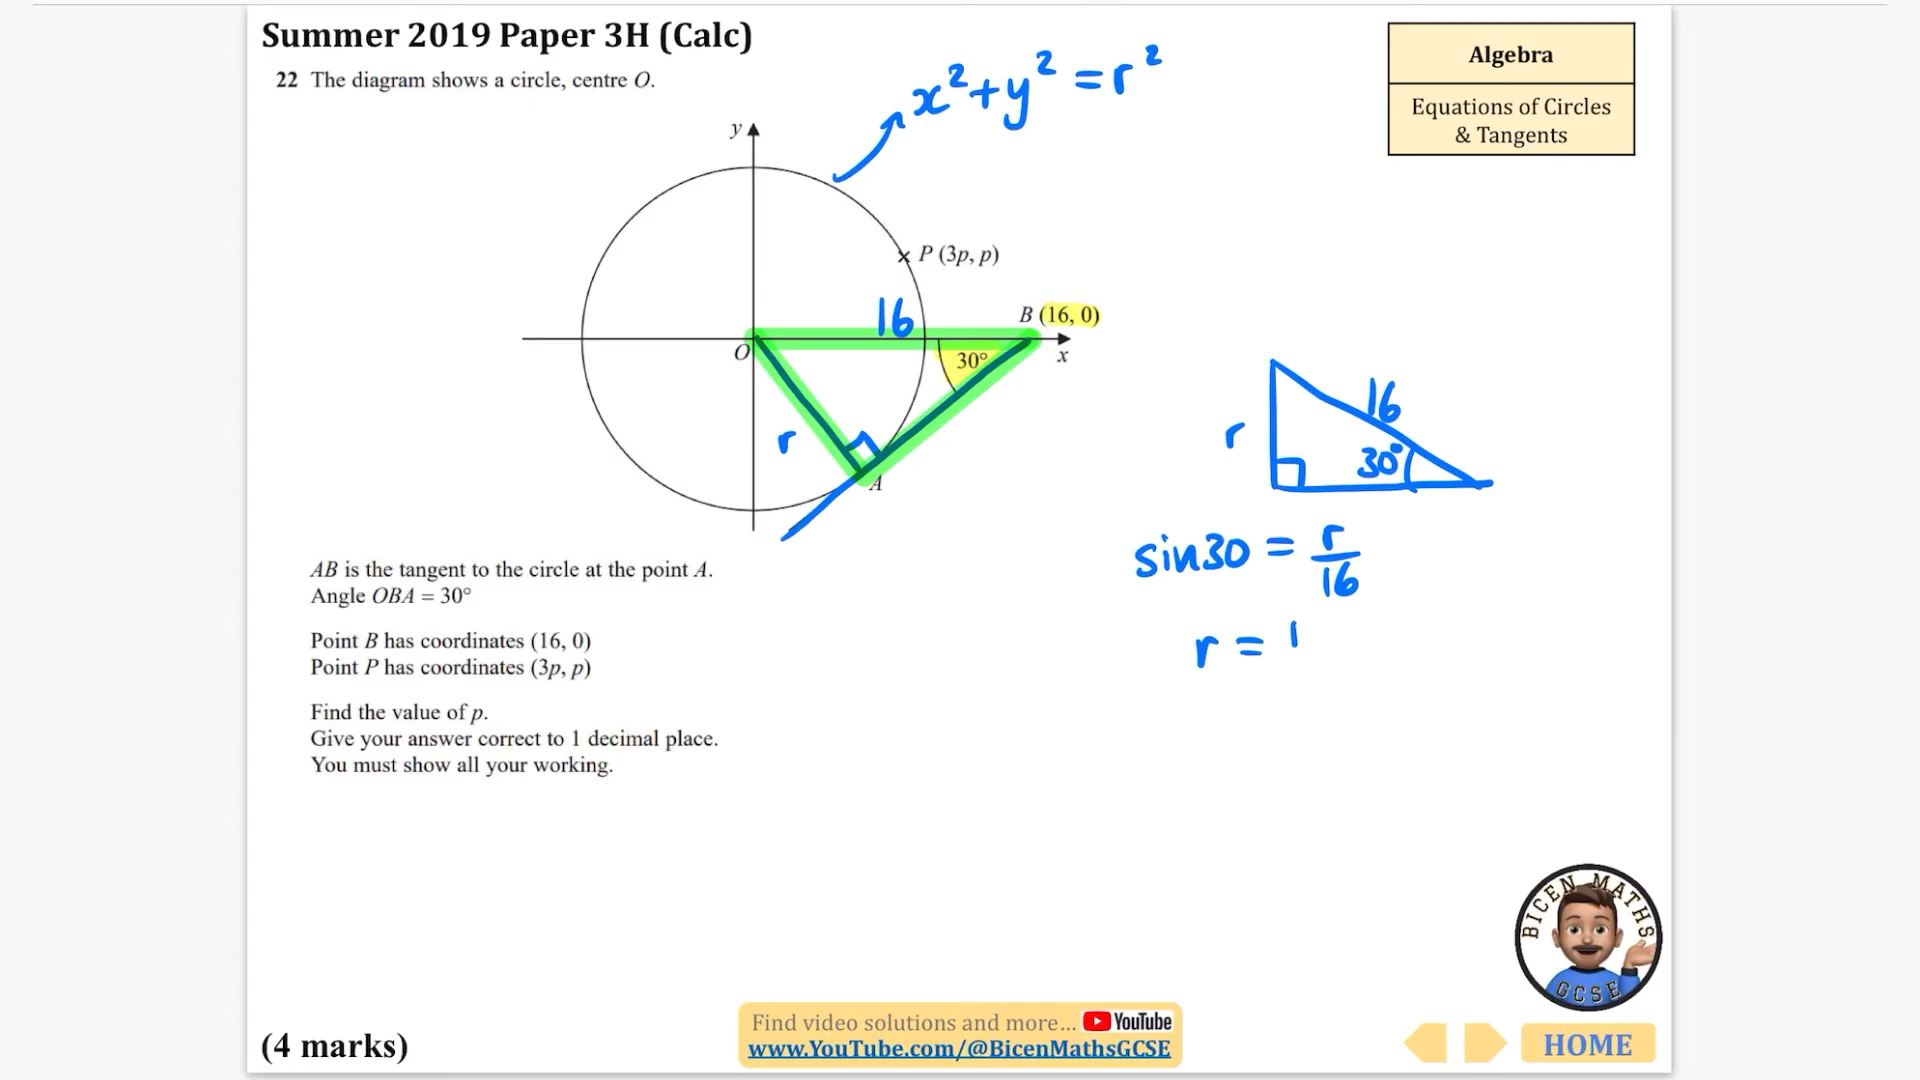 Summer 2019 Paper 3H (Calc)
22 The diagram shows a circle, centre O.
x² + y² = r²
Algebra
Equations of Circles
& Tangents
y
P (3p, p)
16
B (16, 0)
O
30°
x
r
A
16
r
30°
sin30 = r/16
r = 1
AB is the tangent to the circle at the point A.
Angle OBA = 30°
Point B has coordinates (16, 0)
Point P has coordinates (3p, p)
Find the value of p.
Give your answer correct to 1 decimal place.
You must show all your working.
BICEN MATHS
GCSE
(4 marks)
Find video solutions and more... YouTube
www.YouTube.com/@BicenMathsGCSE
HOME